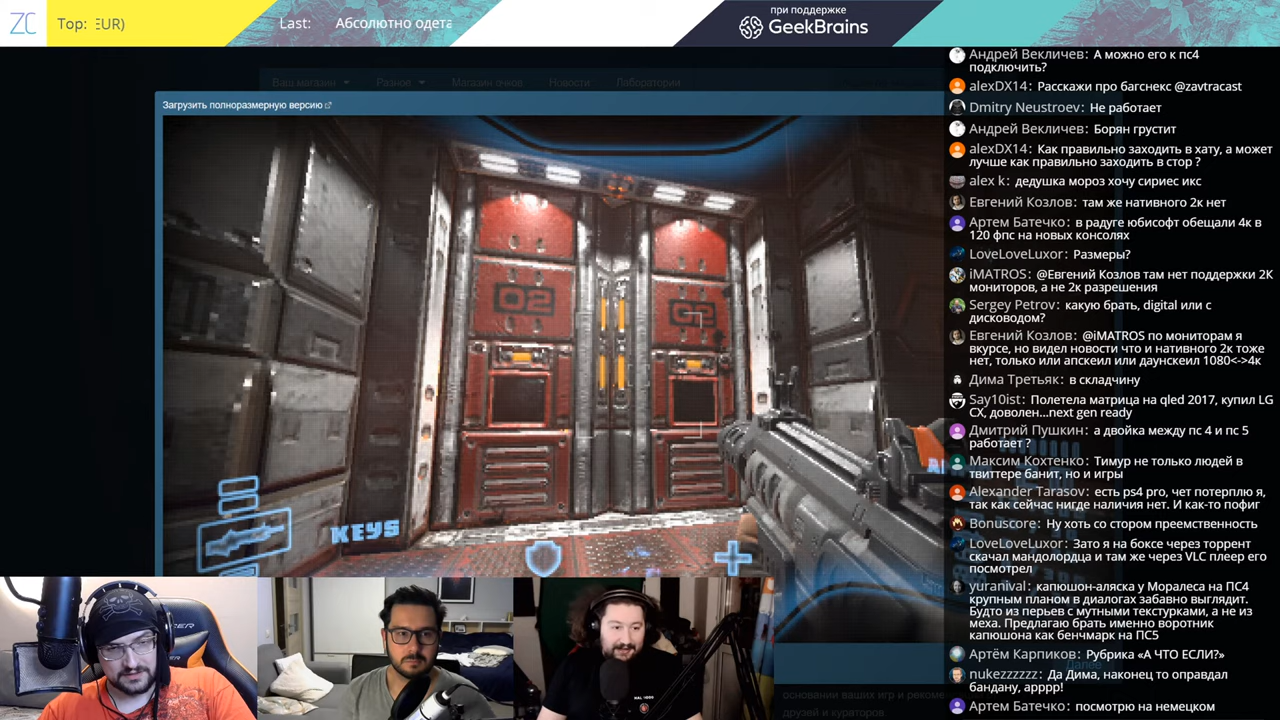 ZC
Top: EUR)
Last: Абсолютно одета
при поддержке
GeekBrains
Ваш магазин
Разное
Магазин очков
Новости
Лаборатории
Загрузить полноразмерную версию
02
KEYS
Андрей Векличев: А можно его к пс4
подключить?
alexDX14: Расскажи про багснекс @zavtracast
Dmitry Neustroev: Не работает
Андрей Векличев: Борян грустит
alexDX14: Как правильно заходить в хату, а может
лучше как правильно заходить в стор ?
alex k: дедушка мороз хочу сириес икс
Евгений Козлов: там же нативного 2к нет
Артем Батечко: в радуге юбисофт обещали 4к в
120 фпс на новых консолях
LoveLoveLuxor: Размеры?
iMATROS: @Евгений Козлов там нет поддержки 2К
мониторов, а не 2к разрешения
Sergey Petrov: какую брать, digital или с
дисководом?
Евгений Козлов: @iMATROS по мониторам я
вкурсе, но видел новости что и нативного 2к тоже
нет, только или апскеил или даунскеил 1080<->4к
Дима Третьяк: в складчину
Say10ist: Полетела матрица на qled 2017, купил LG
CX, доволен...next gen ready
Дмитрий Пушкин: а двойка между пс 4 и пс 5
работает ?
Максим Кохтенко: Тимур не только людей в
твиттере банит, но и игры
Alexander Tarasov: есть ps4 pro, чет потерплю я,
так как сейчас нигде наличия нет. И как-то пофиг
Bonuscore: Ну хоть со стором преемственность
LoveLoveLuxor: Зато я на боксе через торрент
скачал мандолордца и там же через VLC плеер его
посмотрел
yuranival: капюшон-аляска у Моралеса на ПС4
крупным планом в диалогах забавно выглядит.
Будто из перьев с мутными текстурками, а не из
меха. Предлагаю брать именно воротник
капюшона как бенчмарк на ПС5
Артём Карпиков: Рубрика «А ЧТО ЕСЛИ?»
nukezzzzzz: Да Дима, наконец то оправдал
бандану, арррр!
Артем Батечко: посмотрю на немецком
Далее
основании ваших игр и рекоме
друзей и кураторов